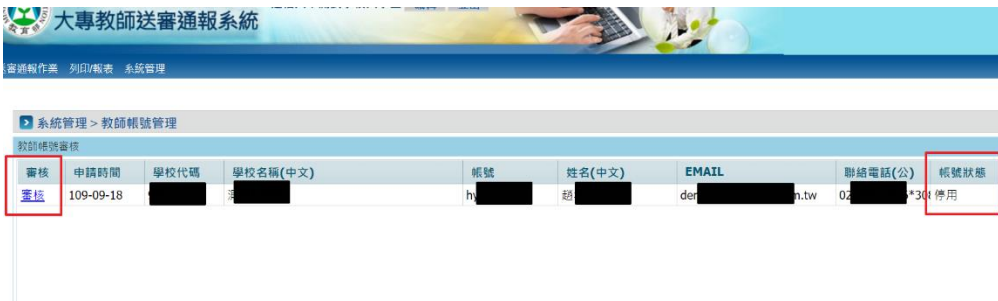 大專教師送審通報系統
審通報作業 列印/報表 系統管理
系統管理 > 教師帳號管理
教師帳號審核
審核 申請時間 學校代碼 學校名稱(中文) 帳號 姓名(中文) EMAIL 聯絡電話(公) 帳號狀態
審核 109-09-18 hy 趙 der n.tw 02 *30 停用